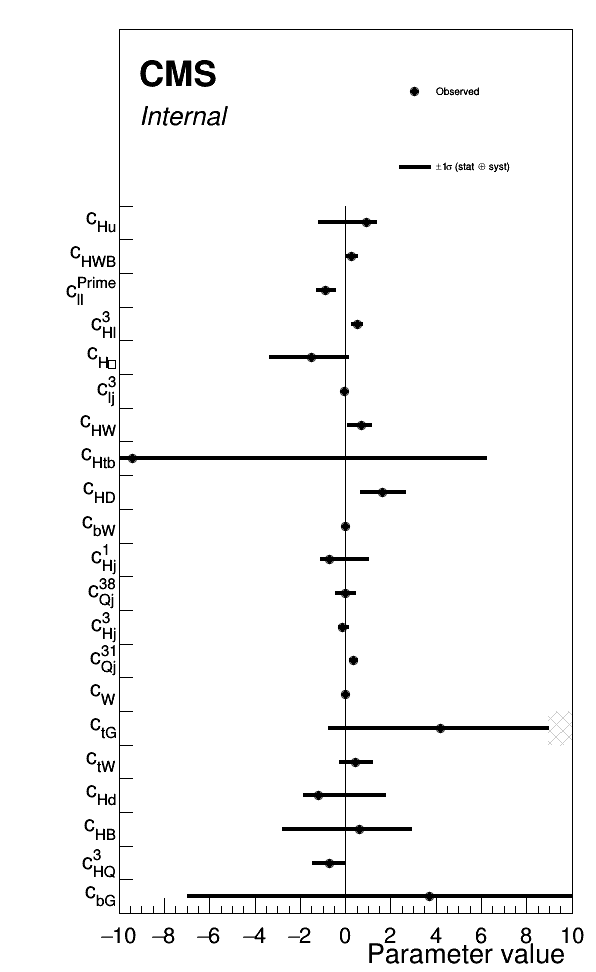 CMS
Internal
Observed
±1σ (stat ⊕ syst)
c_Hu
c_HWB
c_ll^Prime
c_Hl^3
c_H□
c_lj^3
c_HW
c_Htb
c_HD
c_bW
c_Hj^1
c_Qj^38
c_Hj^3
c_Qj^31
c_W
c_tG
c_tW
c_Hd
c_HB
c_HQ^3
c_bG
−10 −8 −6 −4 −2 0 2 4 6 8 10
Parameter value